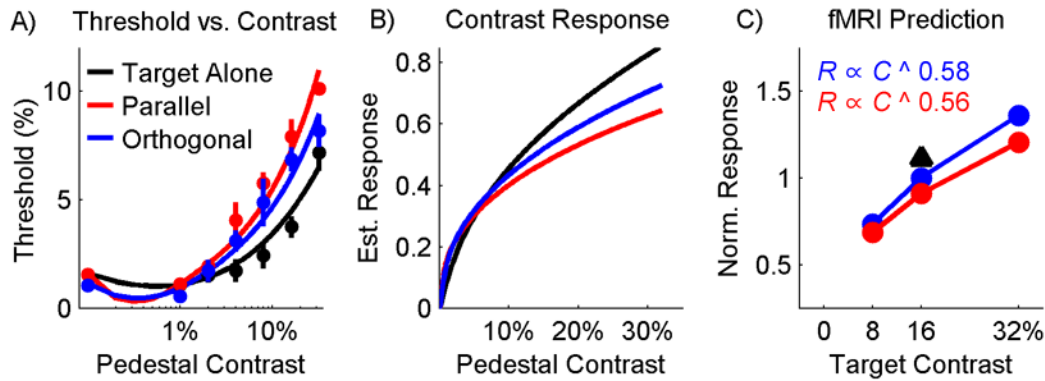 A) Threshold vs. Contrast
Threshold (%)
10
5
0
Target Alone
Parallel
Orthogonal
1% 10%
Pedestal Contrast
B) Contrast Response
Est. Response
0.8
0.6
0.4
0.2
0
10% 20% 30%
Pedestal Contrast
C) fMRI Prediction
Norm. Response
1.5
1
0.5
R ∝ C ^ 0.58
R ∝ C ^ 0.56
0 8 16 32%
Target Contrast